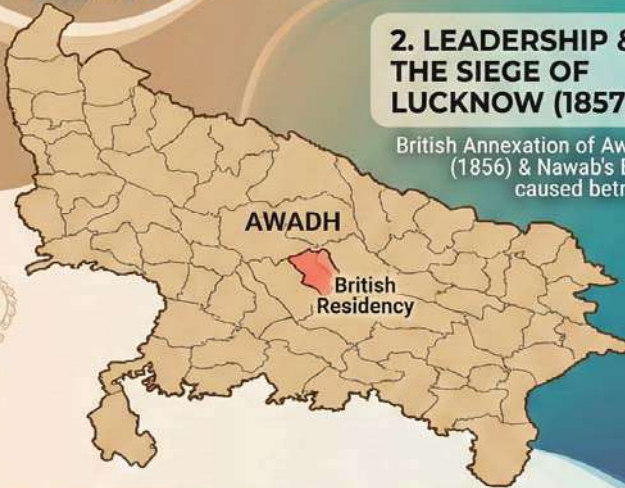 2. LEADERSHIP &
THE SIEGE OF
LUCKNOW (1857
British Annexation of Aw
(1856) & Nawab's E
caused betr
AWADH
British
Residency